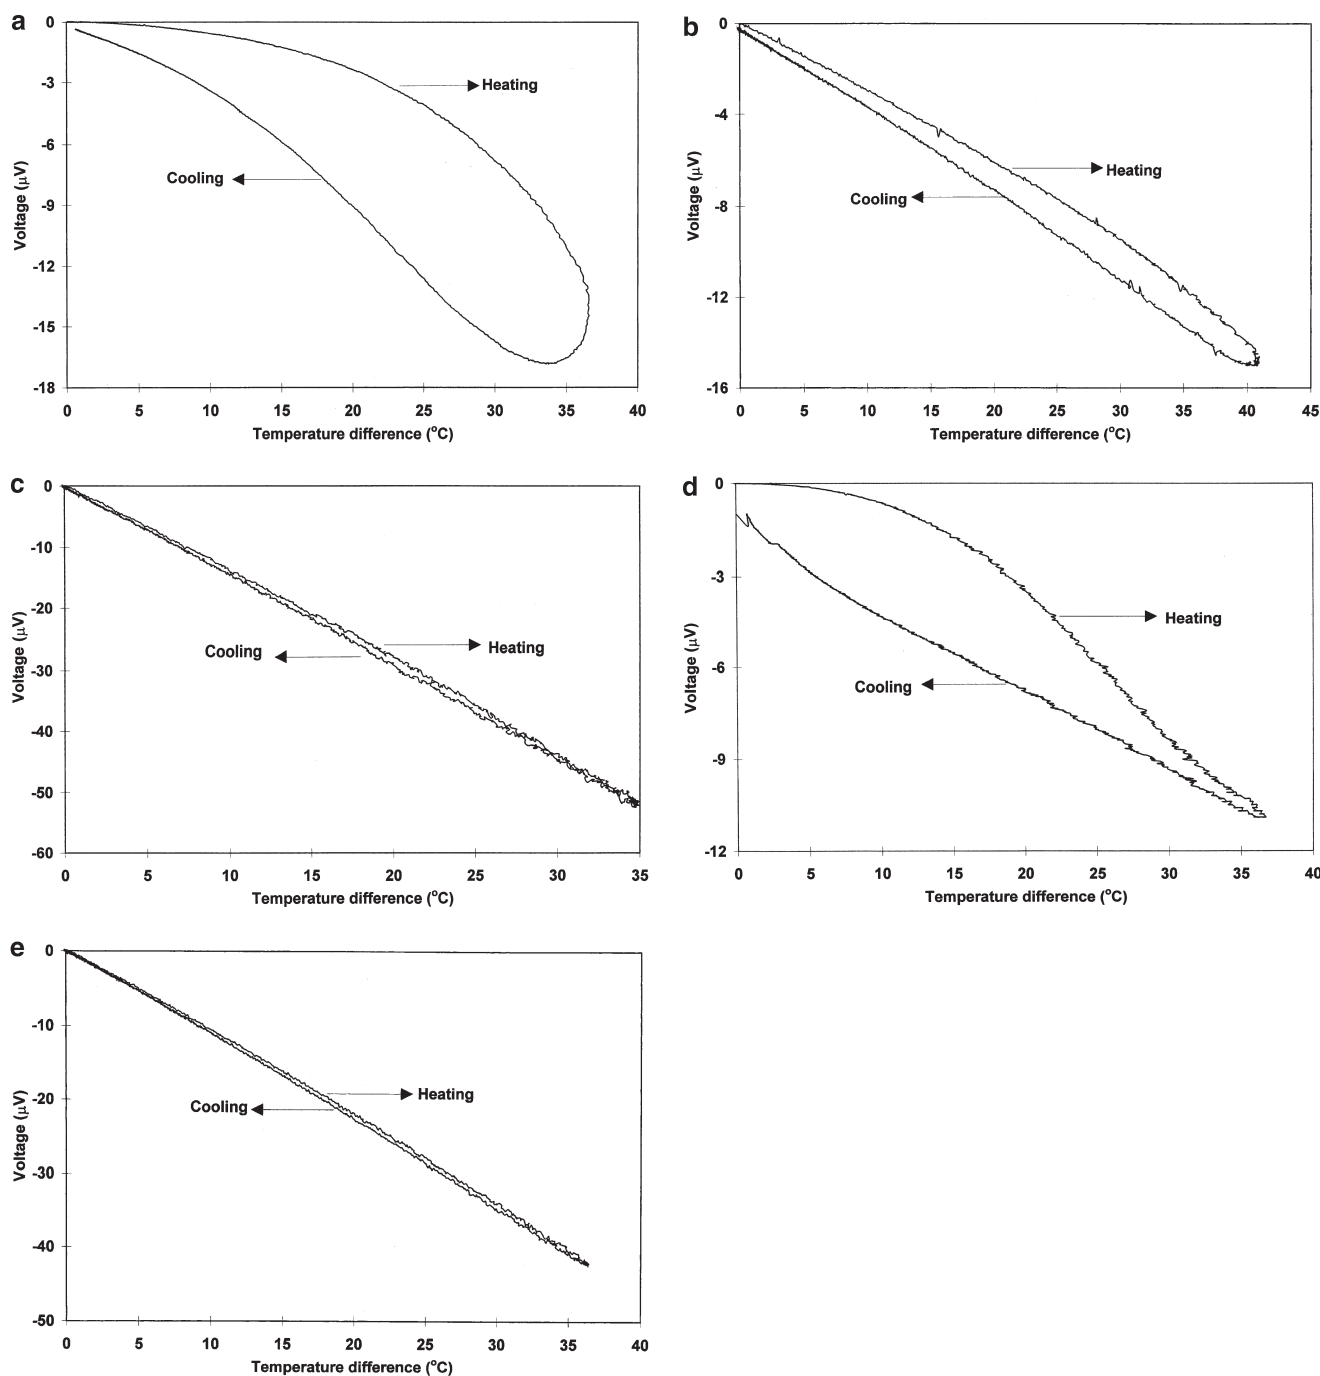 a
0
-3
-6
-9
-12
-15
-18
Voltage (μV)
Heating
Cooling
0 5 10 15 20 25 30 35 40
Temperature difference (°C)
b
0
-4
-8
-12
-16
Voltage (μV)
Heating
Cooling
0 5 10 15 20 25 30 35 40 45
Temperature difference (°C)
c
0
-10
-20
-30
-40
-50
-60
Voltage (μV)
Heating
Cooling
0 5 10 15 20 25 30 35
Temperature difference (°C)
d
0
-3
-6
-9
-12
Voltage (μV)
Heating
Cooling
0 5 10 15 20 25 30 35 40
Temperature difference (°C)
e
0
-10
-20
-30
-40
-50
Voltage (μV)
Heating
Cooling
0 5 10 15 20 25 30 35 40
Temperature difference (°C)